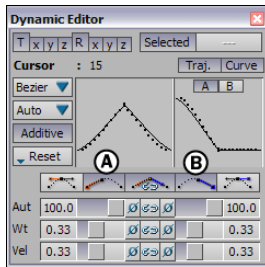 Dynamic Editor
T x y z R x y z Selected ---
Cursor : 15 Traj. Curve
Bezier A B
Auto
Additive
Reset
A B
Aut 100.0 100.0
Wt 0.33 0.33
Vel 0.33 0.33